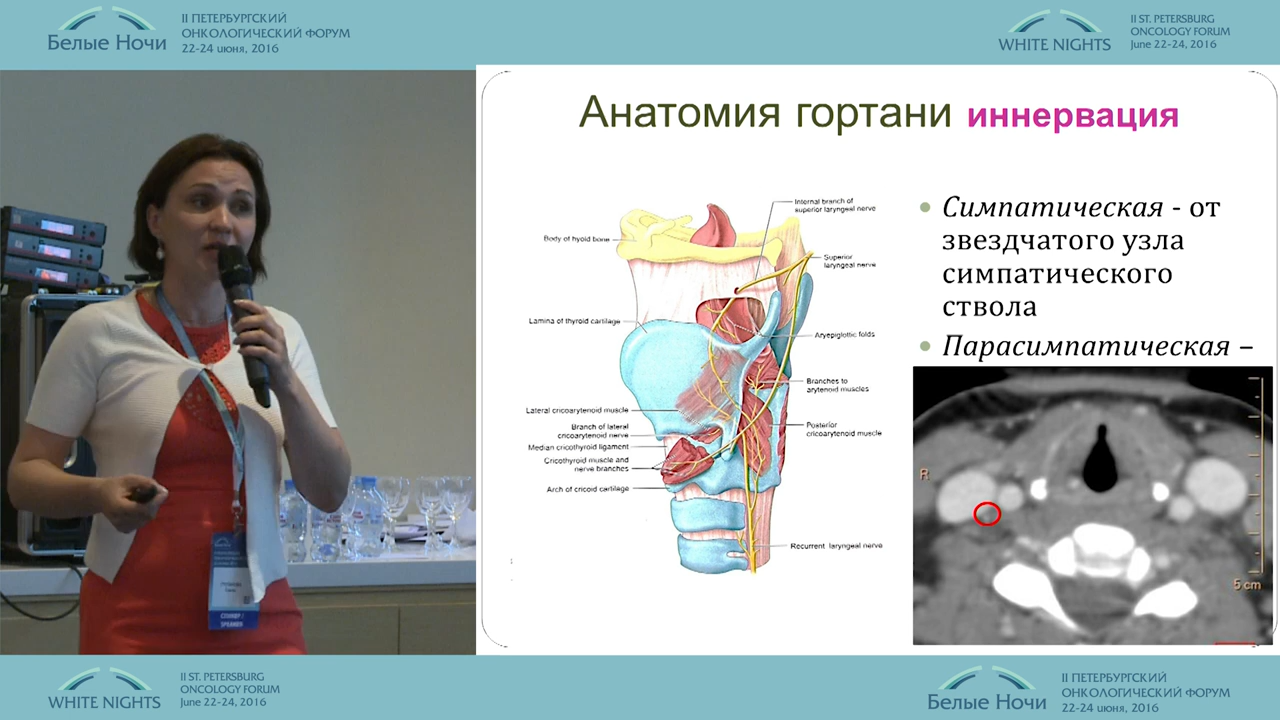 Белые Ночи
II ПЕТЕРБУРГСКИЙ
ОНКОЛОГИЧЕСКИЙ ФОРУМ
22-24 июня, 2016
WHITE NIGHTS
II ST. PETERSBURG
ONCOLOGY FORUM
June 22-24, 2016
Анатомия гортани иннервация
Internal branch of
superior laryngeal nerve
Body of hyoid bone
Superior
laryngeal nerve
Lamina of thyroid cartilage
Aryepiglottic folds
Branches to
arytenoid muscles
Lateral cricoarytenoid muscle
Branch of lateral
cricoarytenoid nerve
Posterior
cricoarytenoid muscle
Median cricothyroid ligament
Cricothyroid muscle and
nerve branches
Arch of cricoid cartilage
Recurrent laryngeal nerve
Симпатическая - от
звездчатого узла
симпатического
ствола
Парасимпатическая –
R
5 cm
СПИКЕР /
SPEAKER
WHITE NIGHTS
II ST. PETERSBURG
ONCOLOGY FORUM
June 22-24, 2016
Белые Ночи
II ПЕТЕРБУРГСКИЙ
ОНКОЛОГИЧЕСКИЙ ФОРУМ
22-24 июня, 2016